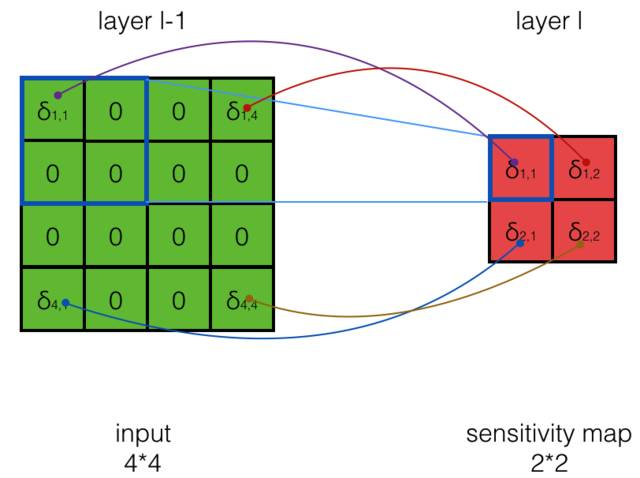 layer l-1
layer l
δ1,1 0 0 δ1,4
0 0 0 0
0 0 0 0
δ4,1 0 0 δ4,4
δ1,1 δ1,2
δ2,1 δ2,2
input
4*4
sensitivity map
2*2